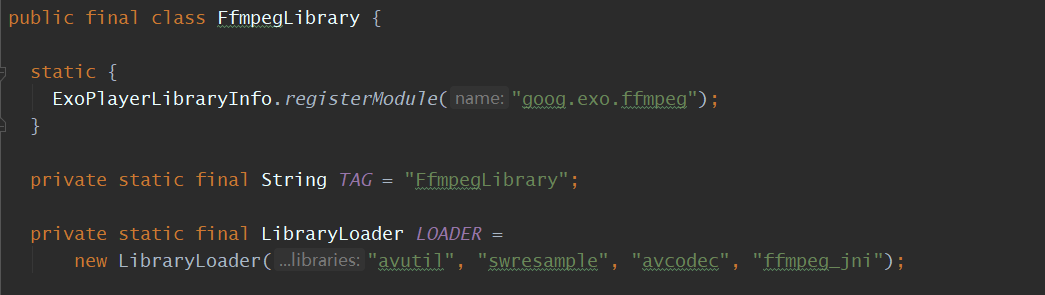 public final class FfmpegLibrary {
static {
ExoPlayerLibraryInfo.registerModule( name: "goog.exo.ffmpeg");
}
private static final String TAG = "FfmpegLibrary";
private static final LibraryLoader LOADER =
new LibraryLoader( ...libraries: "avutil", "swresample", "avcodec", "ffmpeg_jni");